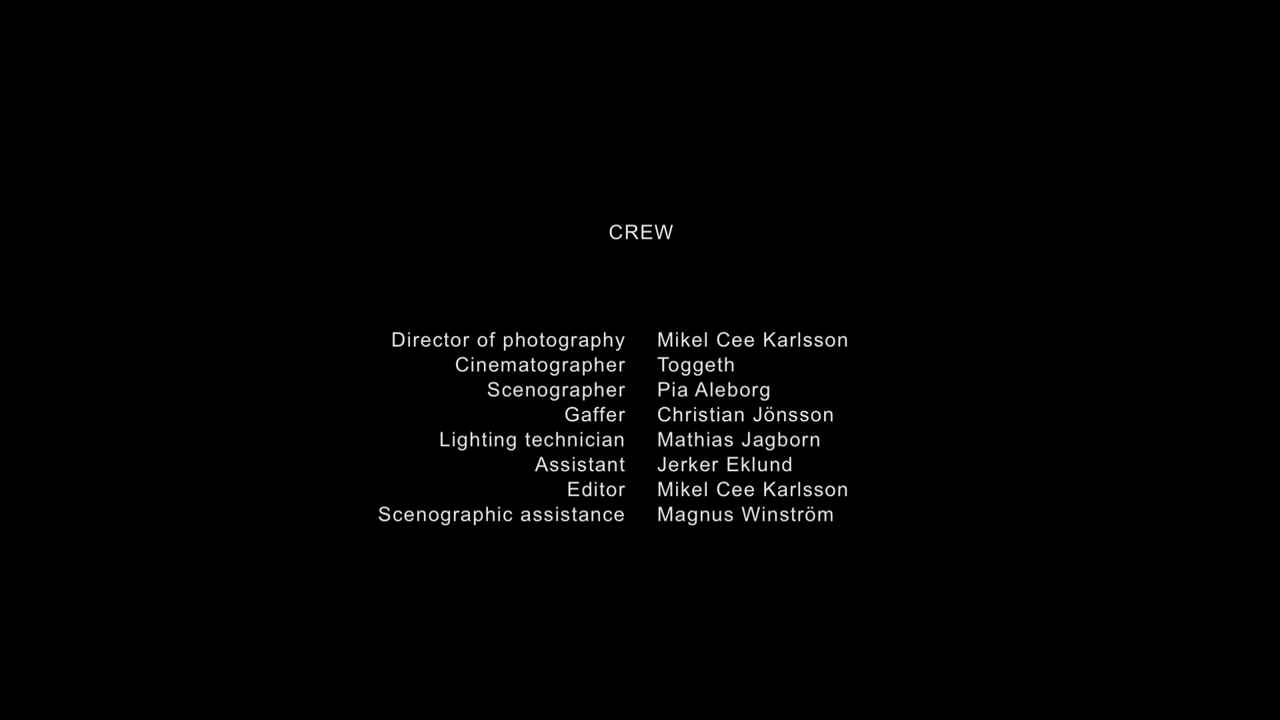 CREW
Director of photography Mikel Cee Karlsson
Cinematographer Toggeth
Scenographer Pia Aleborg
Gaffer Christian Jönsson
Lighting technician Mathias Jagborn
Assistant Jerker Eklund
Editor Mikel Cee Karlsson
Scenographic assistance Magnus Winström